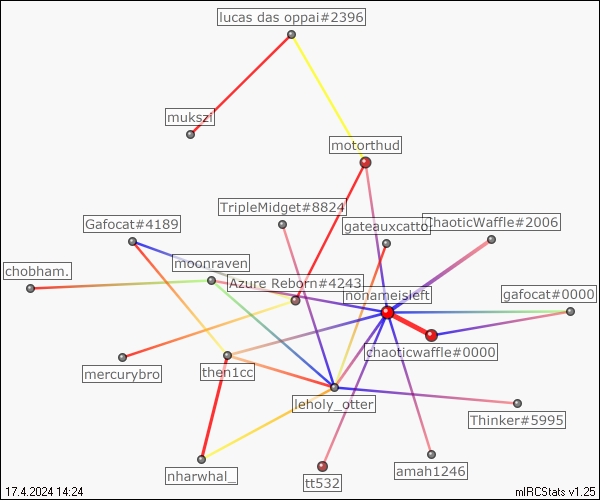 lucas das oppai#2396
mukszi
motorthud
TripleMidget#8824
Gafocat#4189
gateauxcatto
ChaoticWaffle#2006
moonraven
chobham.
Azure Reborn#4243
nonameisleft
gafocat#0000
chaoticwaffle#0000
mercurybro
then1cc
leholy_otter
Thinker#5995
nharwhal_
amah1246
tt532
17.4.2024 14:24
mIRCStats v1.25